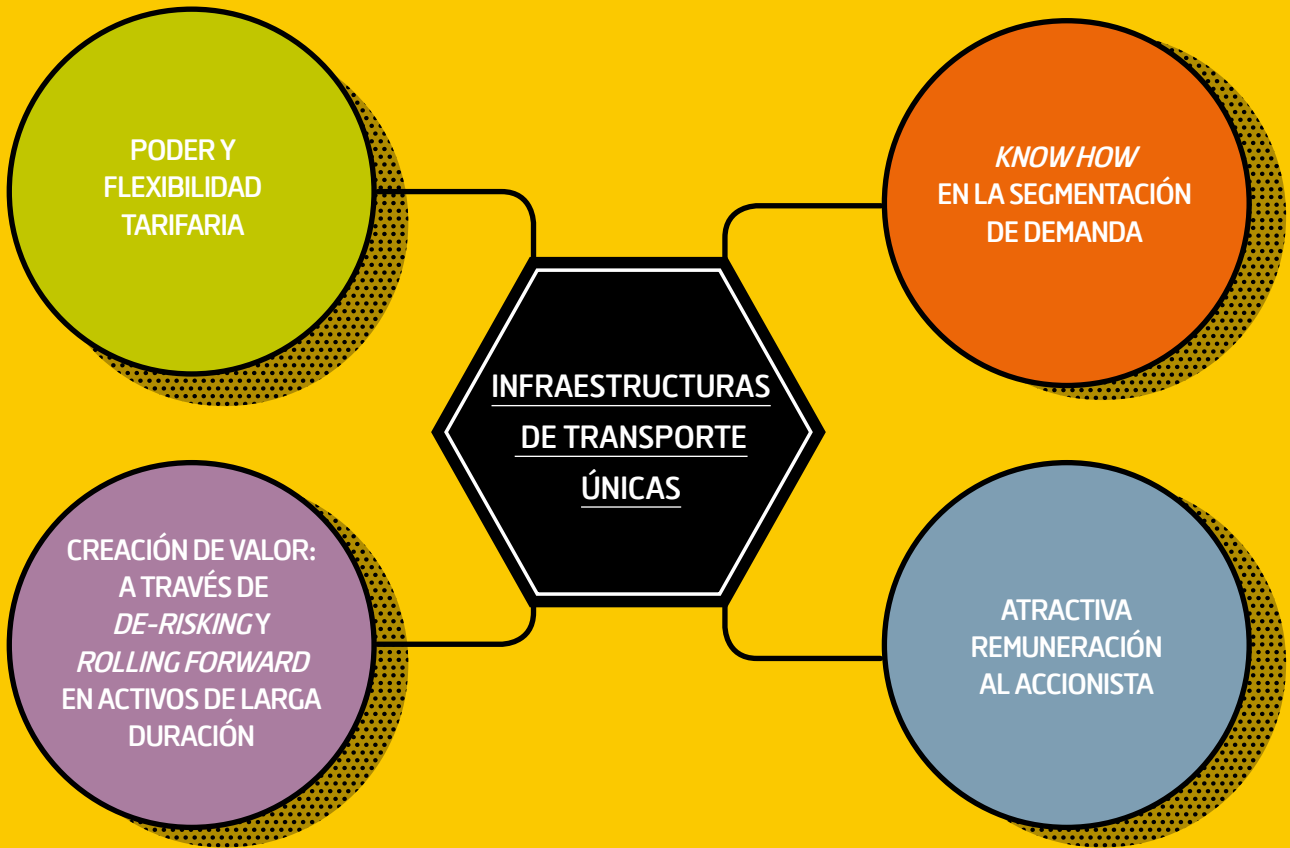 PODER Y
FLEXIBILIDAD
TARIFARIA
KNOW HOW
EN LA SEGMENTACIÓN
DE DEMANDA
INFRAESTRUCTURAS
DE TRANSPORTE
ÚNICAS
CREACIÓN DE VALOR:
A TRAVÉS DE
DE-RISKING Y
ROLLING FORWARD
EN ACTIVOS DE LARGA
DURACIÓN
ATRACTIVA
REMUNERACIÓN
AL ACCIONISTA